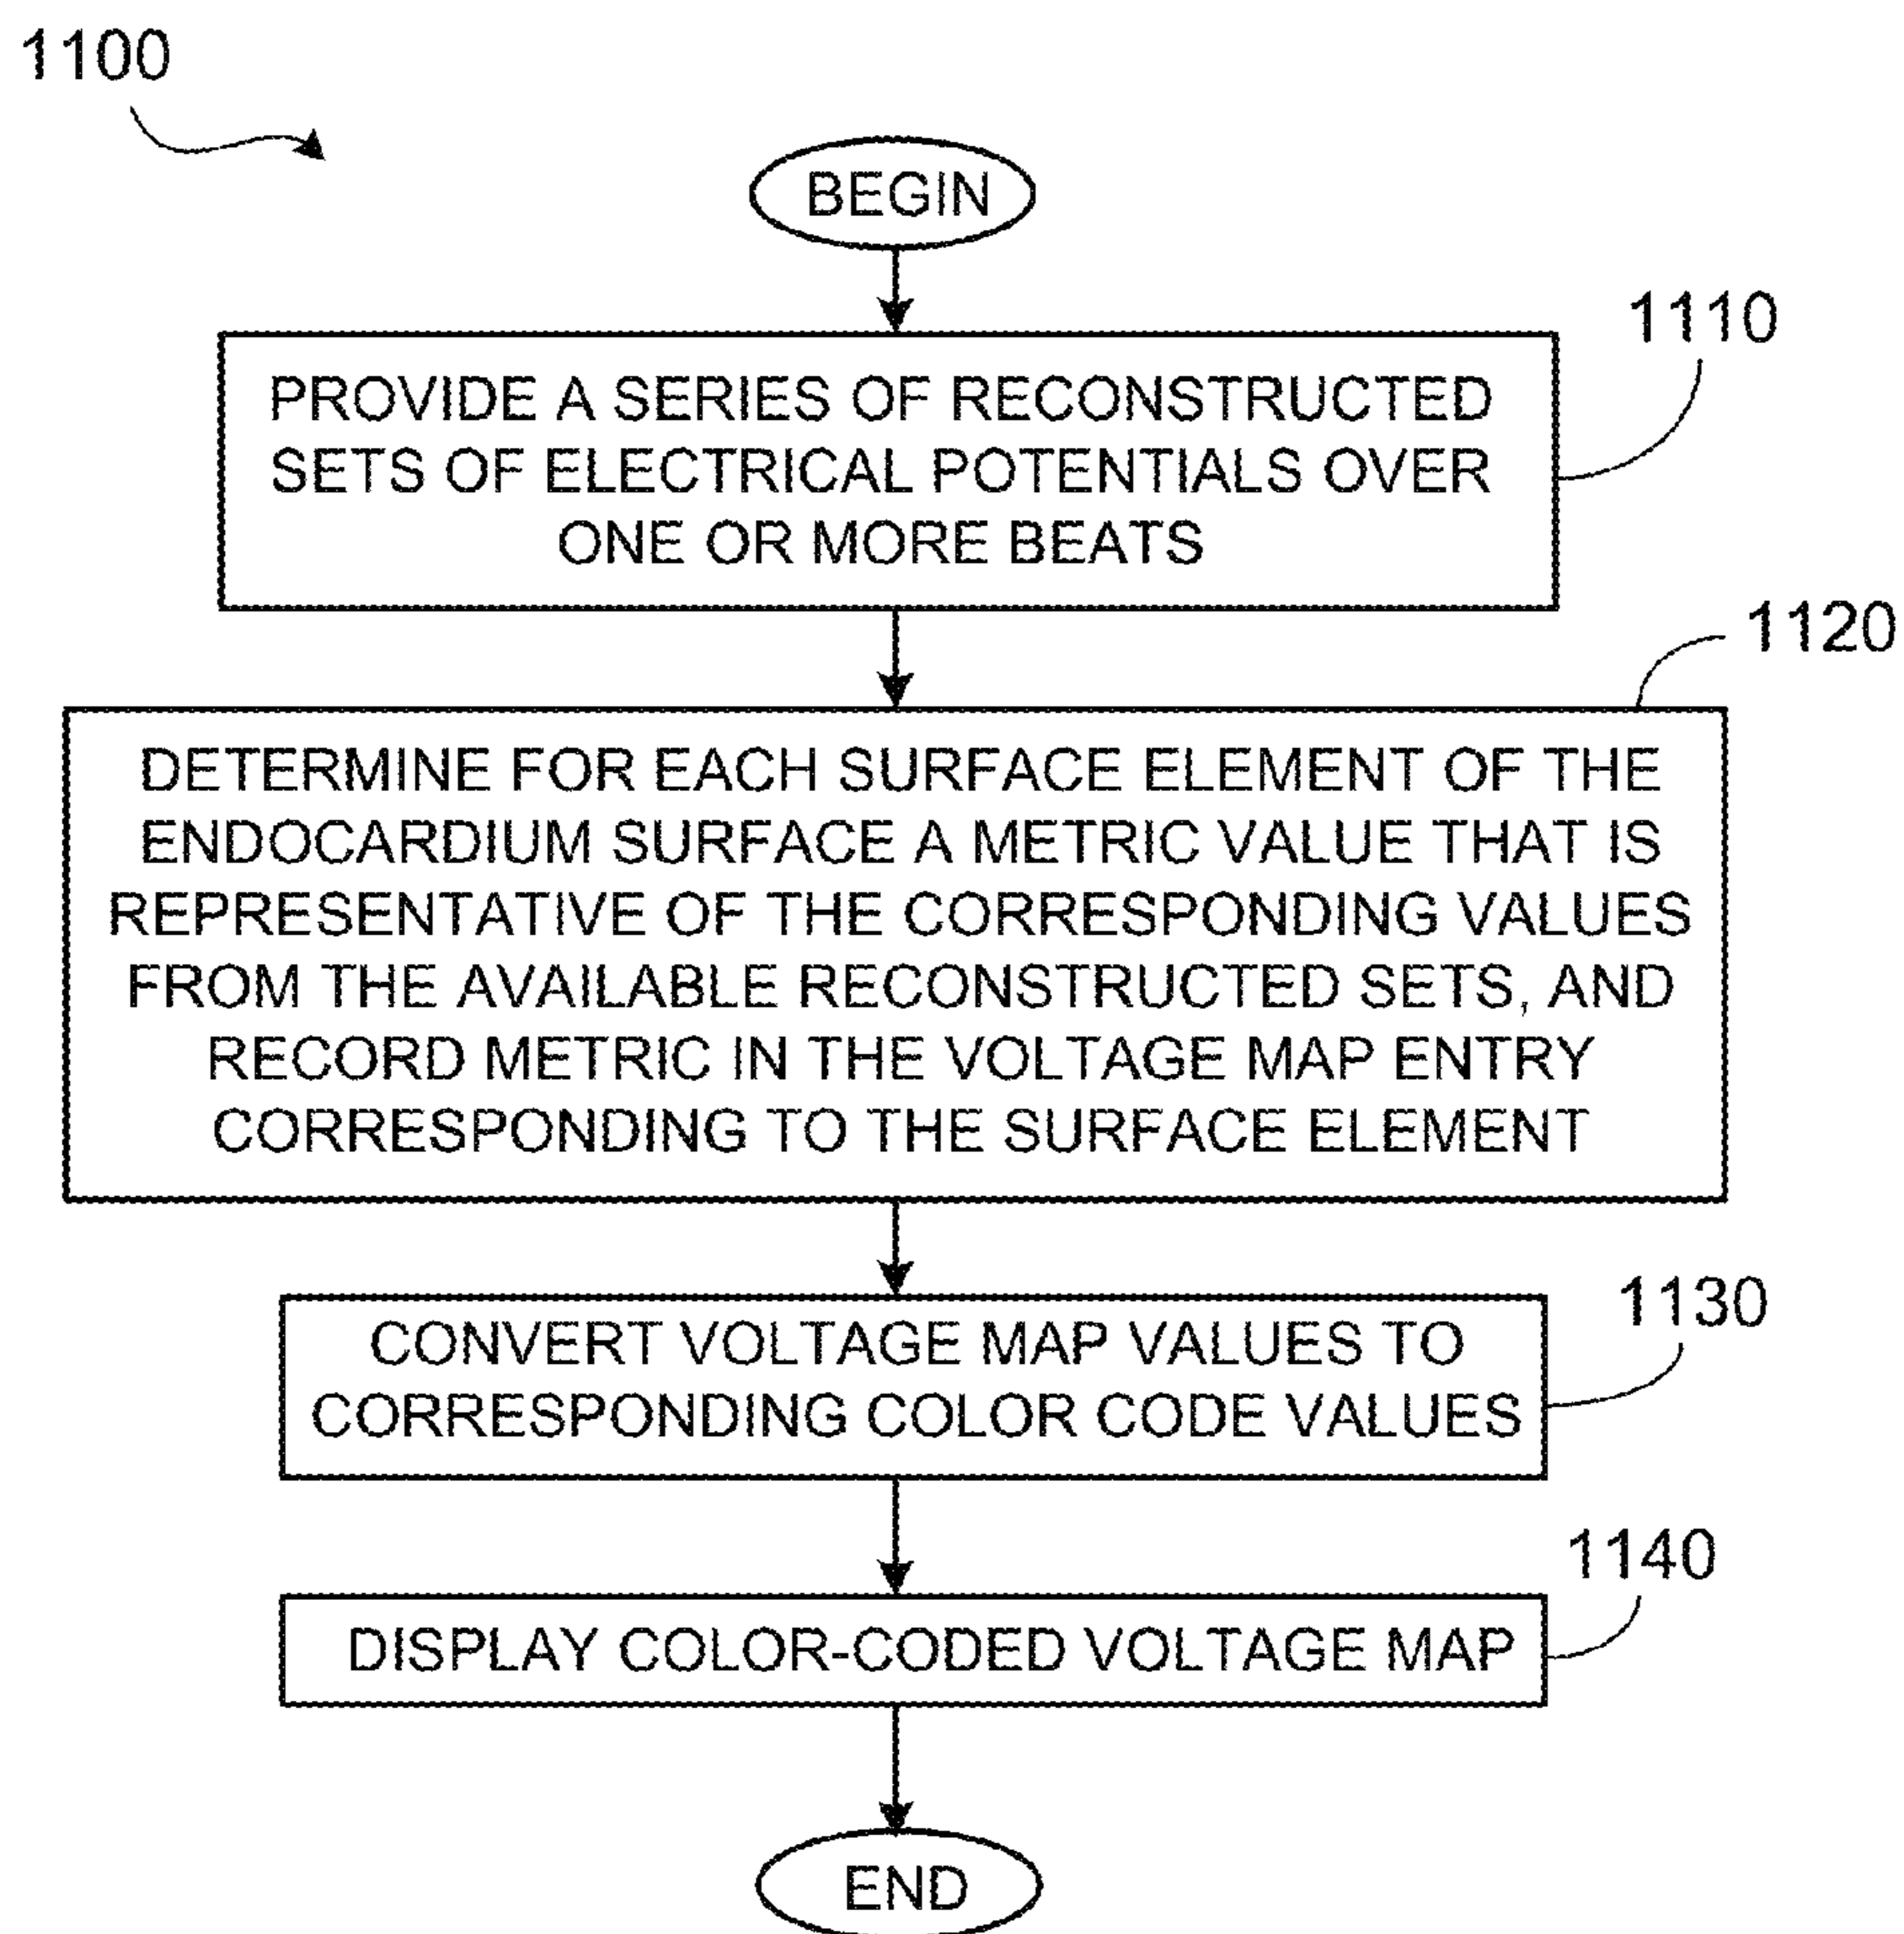 1100
BEGIN
1110
PROVIDE A SERIES OF RECONSTRUCTED
SETS OF ELECTRICAL POTENTIALS OVER
ONE OR MORE BEATS
1120
DETERMINE FOR EACH SURFACE ELEMENT OF THE
ENDOCARDIUM SURFACE A METRIC VALUE THAT IS
REPRESENTATIVE OF THE CORRESPONDING VALUES
FROM THE AVAILABLE RECONSTRUCTED SETS, AND
RECORD METRIC IN THE VOLTAGE MAP ENTRY
CORRESPONDING TO THE SURFACE ELEMENT
1130
CONVERT VOLTAGE MAP VALUES TO
CORRESPONDING COLOR CODE VALUES
1140
DISPLAY COLOR-CODED VOLTAGE MAP
END